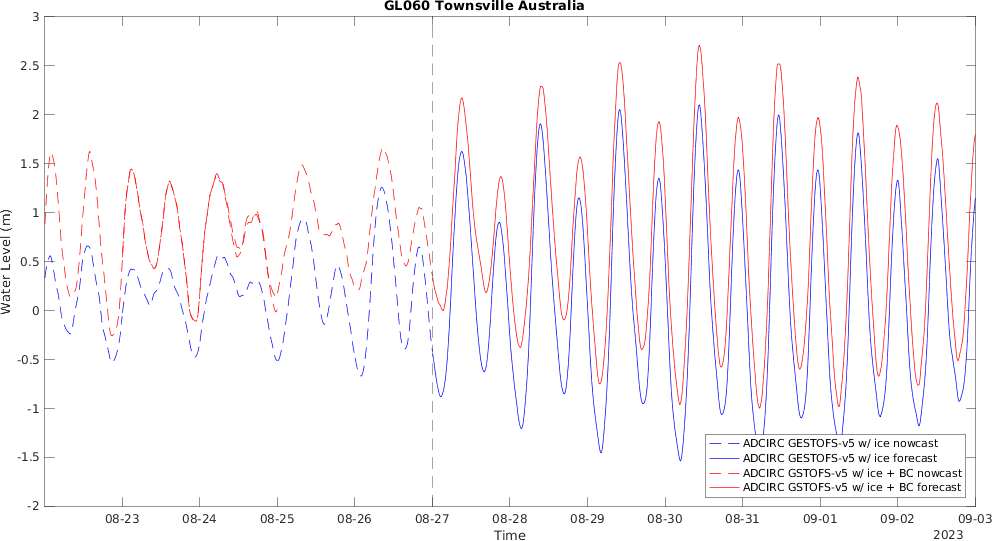 GL060 Townsville Australia
3
2.5
2
1.5
1
0.5
0
-0.5
-1
-1.5
-2
Water Level (m)
ADCIRC GESTOFS-v5 w/ ice nowcast
ADCIRC GESTOFS-v5 w/ ice forecast
ADCIRC GSTOFS-v5 w/ ice + BC nowcast
ADCIRC GSTOFS-v5 w/ ice + BC forecast
08-23 08-24 08-25 08-26 08-27 08-28 08-29 08-30 08-31 09-01 09-02 09-03
Time
2023